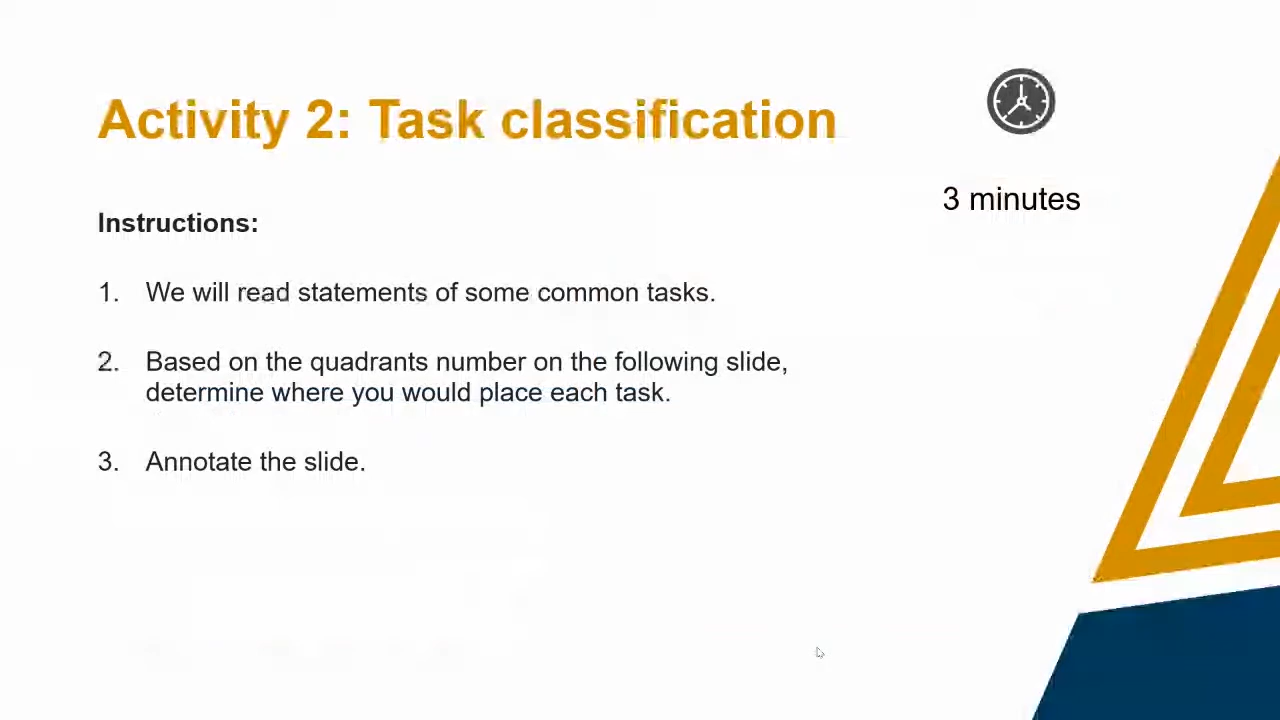 Activity 2: Task classification
3 minutes
Instructions:
1. We will read statements of some common tasks.
2. Based on the quadrants number on the following slide,
determine where you would place each task.
3. Annotate the slide.